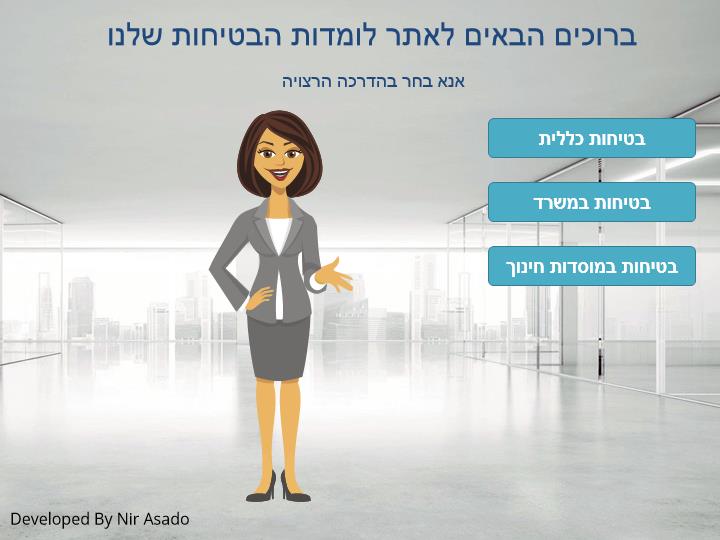 ברוכים הבאים לאתר לומדות הבטיחות שלנו
אנא בחר בהדרכה הרצויה
בטיחות כללית
בטיחות במשרד
בטיחות במוסדות חינוך
Developed By Nir Asado